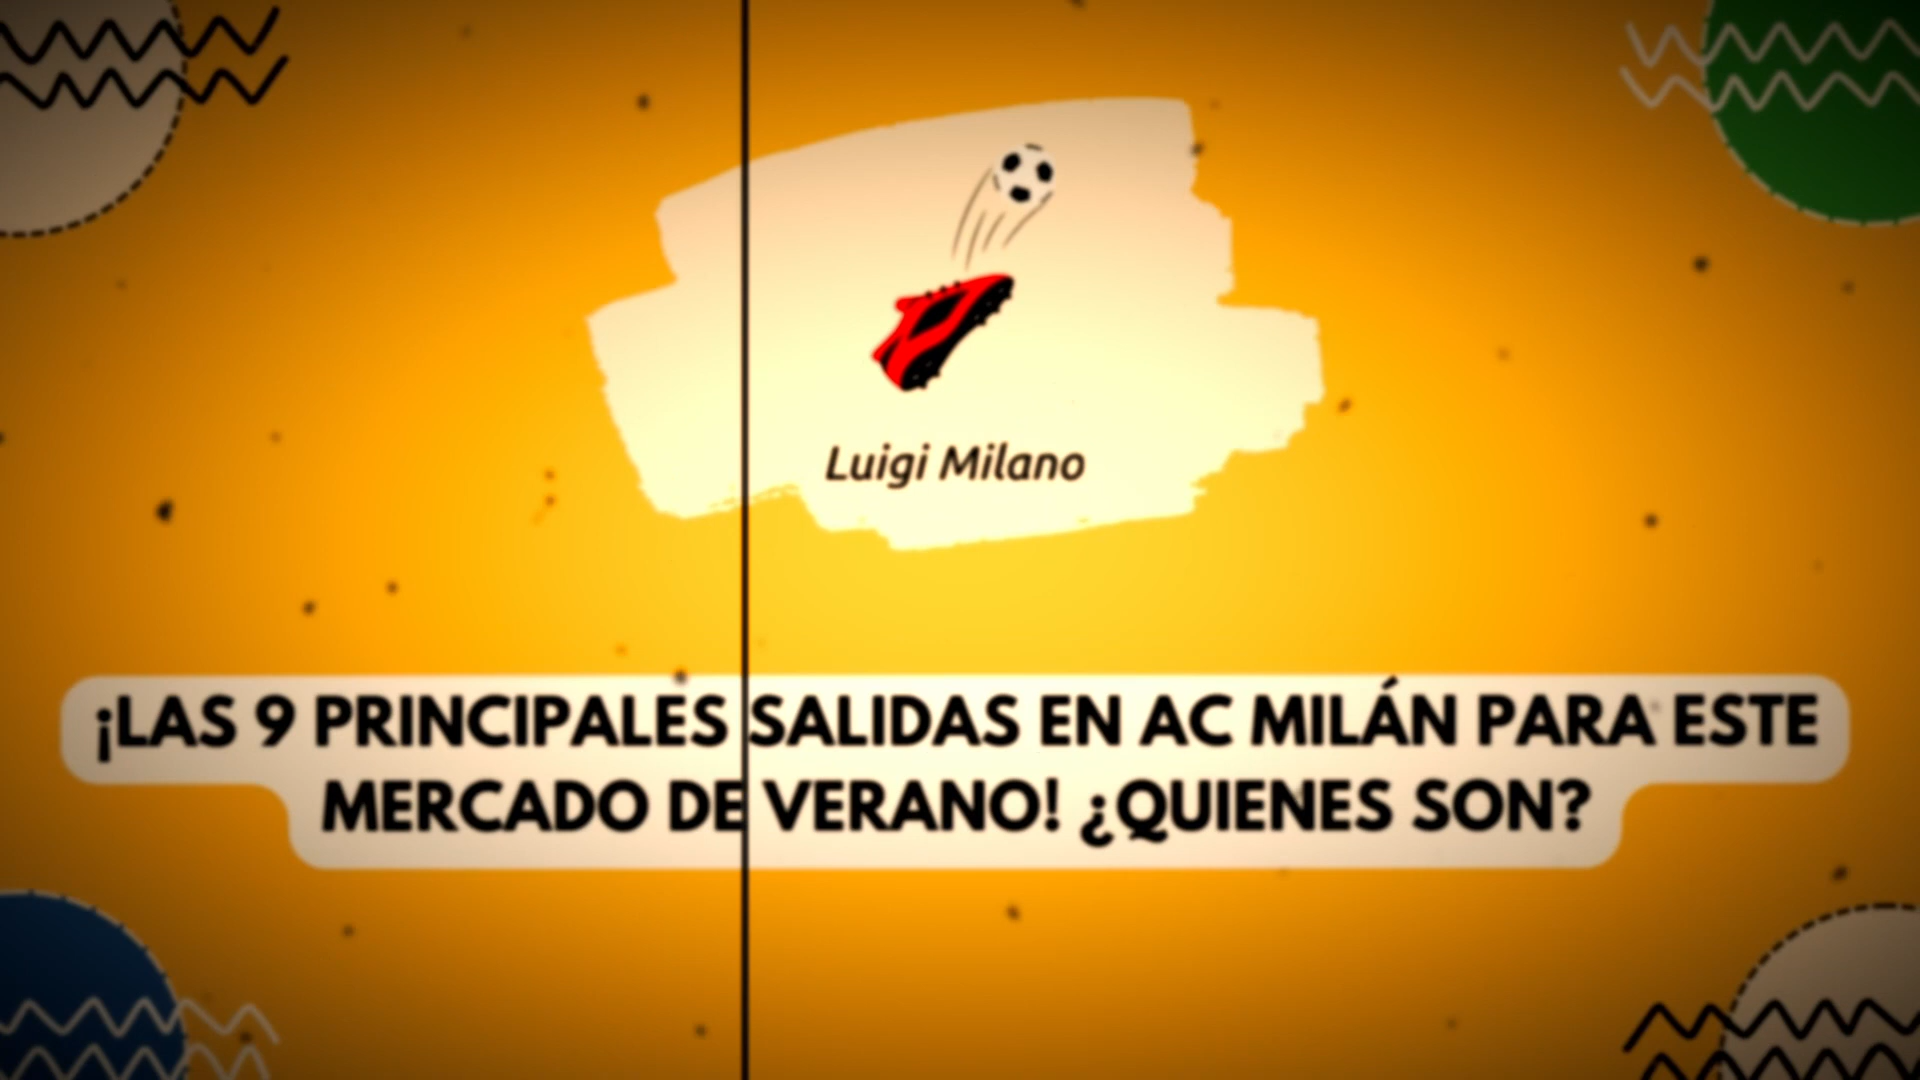 Luigi Milano
¡LAS 9 PRINCIPALES SALIDAS EN AC MILÁN PARA ESTE
MERCADO DE VERANO! ¿QUIENES SON?